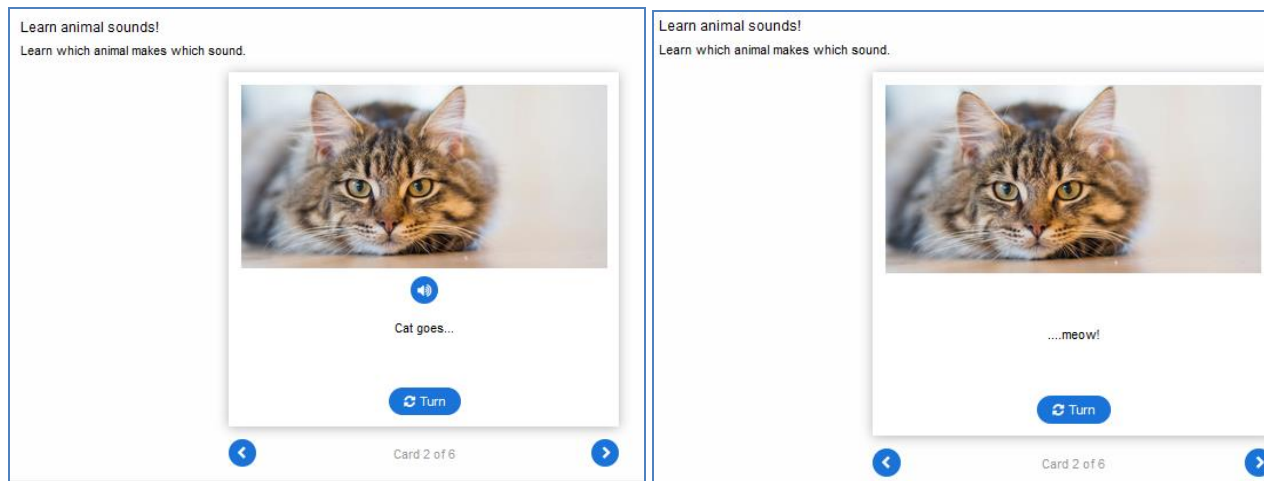 Learn animal sounds!
Learn which animal makes which sound.
Cat goes...
Turn
Card 2 of 6
Learn animal sounds!
Learn which animal makes which sound.
....meow!
Turn
Card 2 of 6